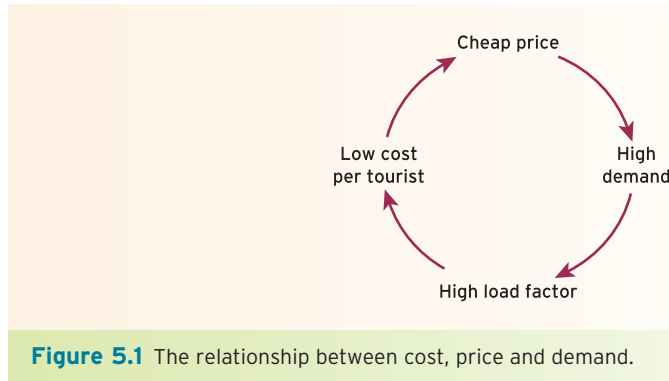 Cheap price
High
demand
Low cost
per tourist
High load factor
Figure 5.1 The relationship between cost, price and demand.